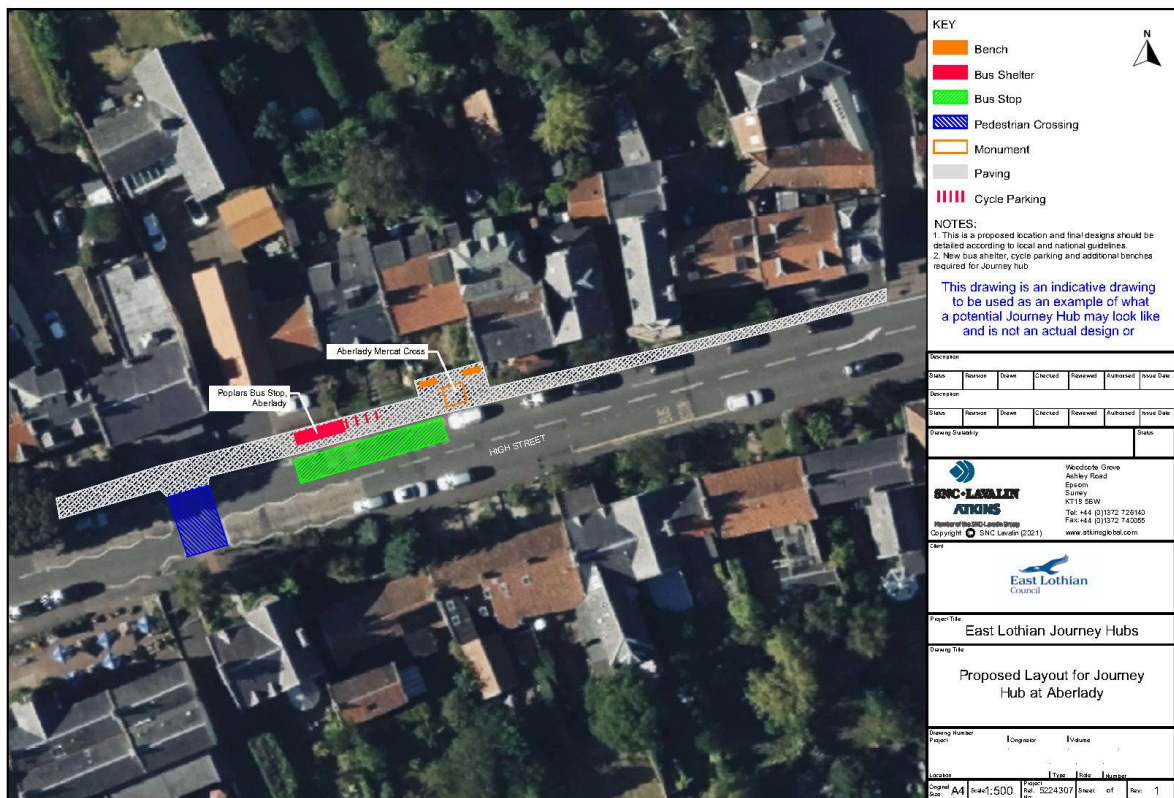 Aberlady Mercat Cross
Poplars Bus Stop,
Aberlady
HIGH STREET
BUS
STOP
KEY
N
Bench
Bus Shelter
Bus Stop
Pedestrian Crossing
Monument
Paving
Cycle Parking
NOTES:
1. This is a proposed location and final designs should be
detailed according to local and national guidelines.
2. New bus shelter, cycle parking and additional benches
required for Journey hub
This drawing is an indicative drawing
to be used as an example of what
a potential Journey Hub may look like
and is not an actual design or
Description
Status Revision Drawn Checked Reviewed Authorised Issue Date
Description
Status Revision Drawn Checked Reviewed Authorised Issue Date
Drawing Suitability Status
SNC·LAVALIN
ATKINS
Member of the SNC-Lavalin Group
Copyright SNC Lavalin (2021)
Woodcote Grove
Ashley Road
Epsom
Surrey
KT18 5BW
Tel: +44 (0)1372 726140
Fax: +44 (0)1372 740055
www.atkinsglobal.com
Client
East Lothian
Council
Project Title
East Lothian Journey Hubs
Drawing Title
Proposed Layout for Journey
Hub at Aberlady
Drawing Number
Project Originator Volume
Location Type Role Number
Original Size: A4 Scale 1:500 Project Ref. No: 5224307 Sheet of Rev: 1